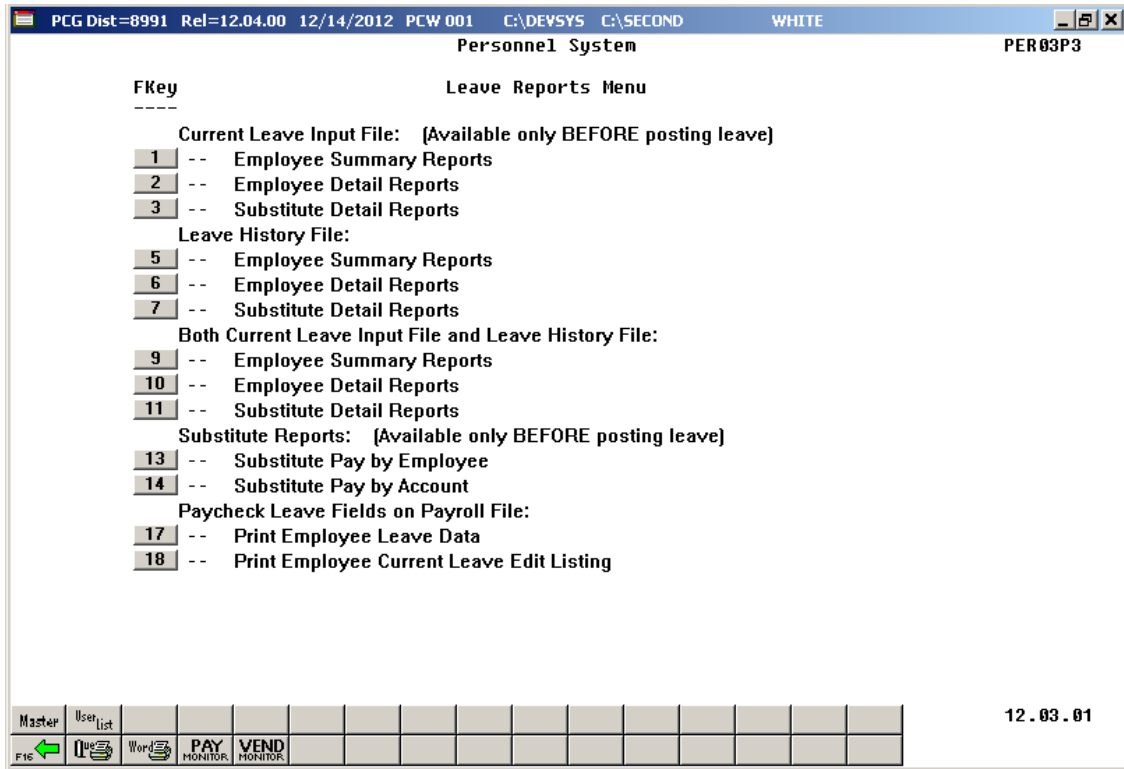 PCG Dist=8991 Rel=12.04.00 12/14/2012 PCW 001 C:\DEVSYS C:\SECOND WHITE
Personnel System PER03P3
FKey Leave Reports Menu
----
Current Leave Input File: (Available only BEFORE posting leave)
1 -- Employee Summary Reports
2 -- Employee Detail Reports
3 -- Substitute Detail Reports
Leave History File:
5 -- Employee Summary Reports
6 -- Employee Detail Reports
7 -- Substitute Detail Reports
Both Current Leave Input File and Leave History File:
9 -- Employee Summary Reports
10 -- Employee Detail Reports
11 -- Substitute Detail Reports
Substitute Reports: (Available only BEFORE posting leave)
13 -- Substitute Pay by Employee
14 -- Substitute Pay by Account
Paycheck Leave Fields on Payroll File:
17 -- Print Employee Leave Data
18 -- Print Employee Current Leave Edit Listing
Master User List 12.03.01
F16 Que Word PAY MONITOR VEND MONITOR